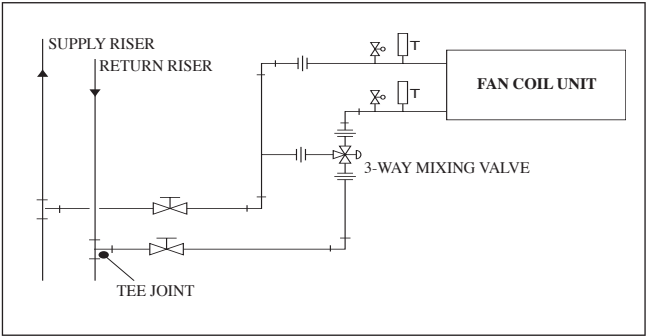 SUPPLY RISER
RETURN RISER
T
FAN COIL UNIT
T
3-WAY MIXING VALVE
TEE JOINT